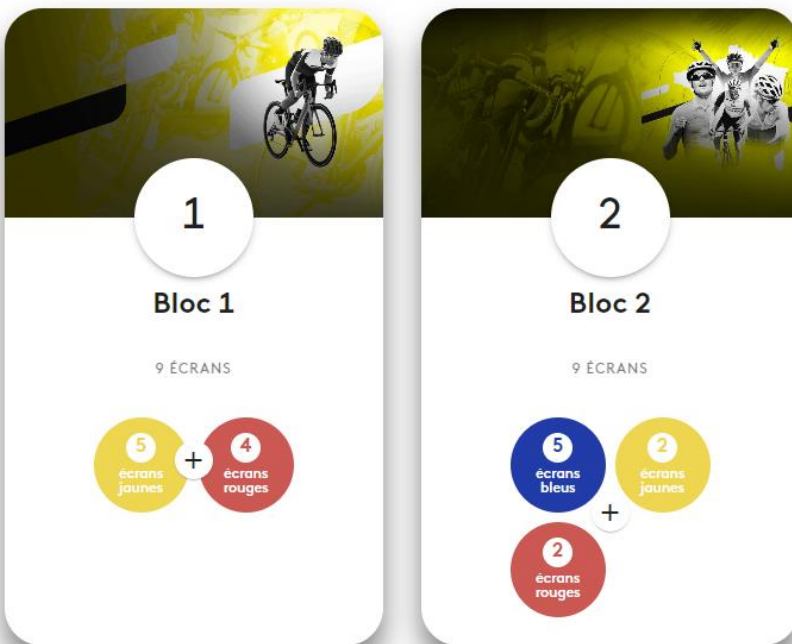 1
Bloc 1
9 ÉCRANS
5
écrans
jaunes
+
4
écrans
rouges
2
Bloc 2
9 ÉCRANS
5
écrans
bleus
2
écrans
jaunes
+
2
écrans
rouges